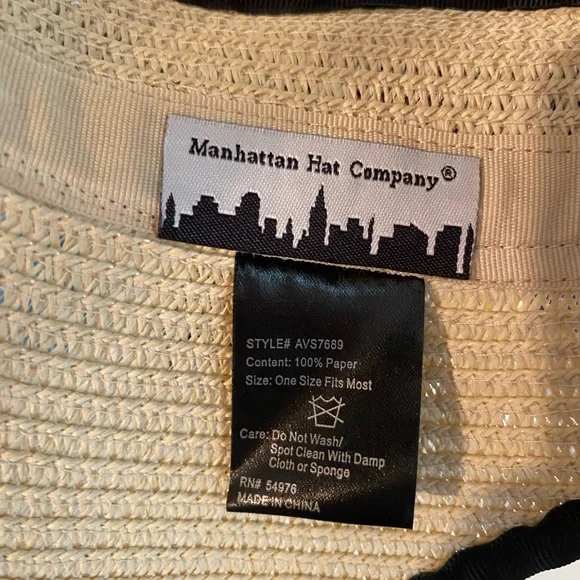 Manhattan Hat Company®
STYLE# AVS7689
Content: 100% Paper
Size: One Size Fits Most
Care: Do Not Wash/
Spot Clean With Damp
Cloth or Sponge
RN# 54976
MADE IN CHINA